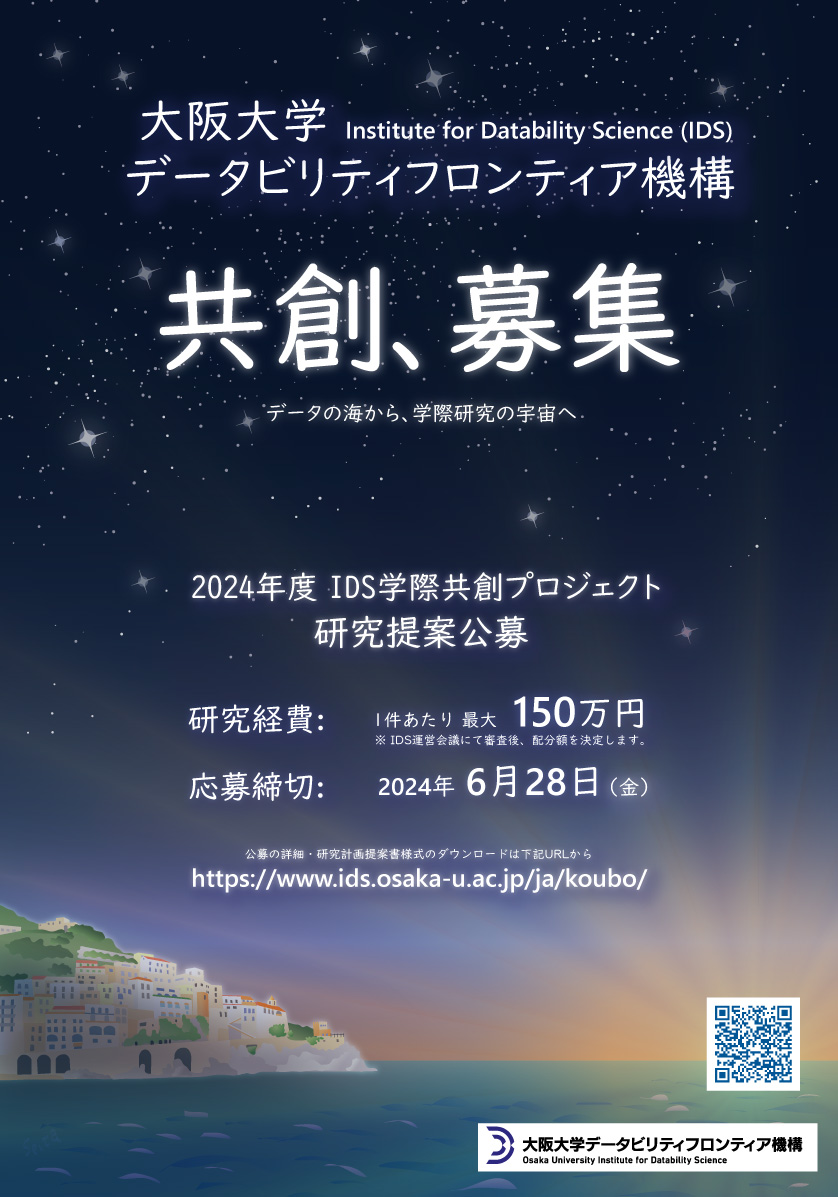 大阪大学 Institute for Datability Science (IDS)
データビリティフロンティア機構
共創、募集
データの海から、学際研究の宇宙へ
2024年度 IDS学際共創プロジェクト
研究提案公募
研究経費: 1件あたり 最大 150万円
※ IDS運営会議にて審査後、配分額を決定します。
応募締切: 2024年 6月28日（金）
公募の詳細・研究計画提案書様式のダウンロードは下記URLから
https://www.ids.osaka-u.ac.jp/ja/koubo/
大阪大学データビリティフロンティア機構
Osaka University Institute for Datability Science